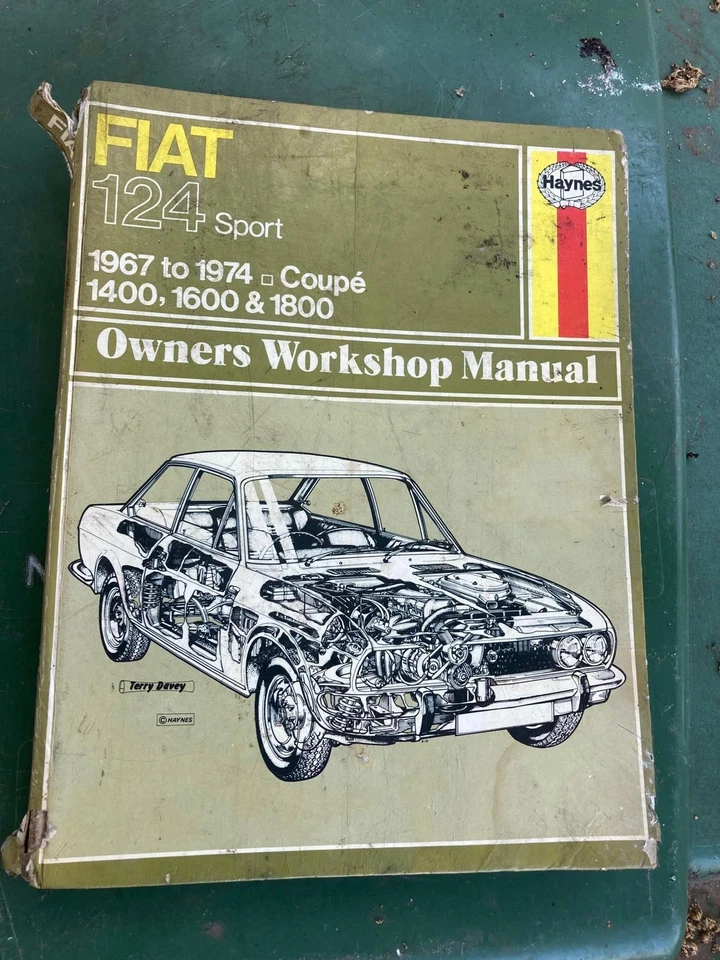 FIAT
124 Sport
1967 to 1974 □ Coupé
1400, 1600 & 1800
Haynes
Owners Workshop Manual
Terry Davey
© HAYNES